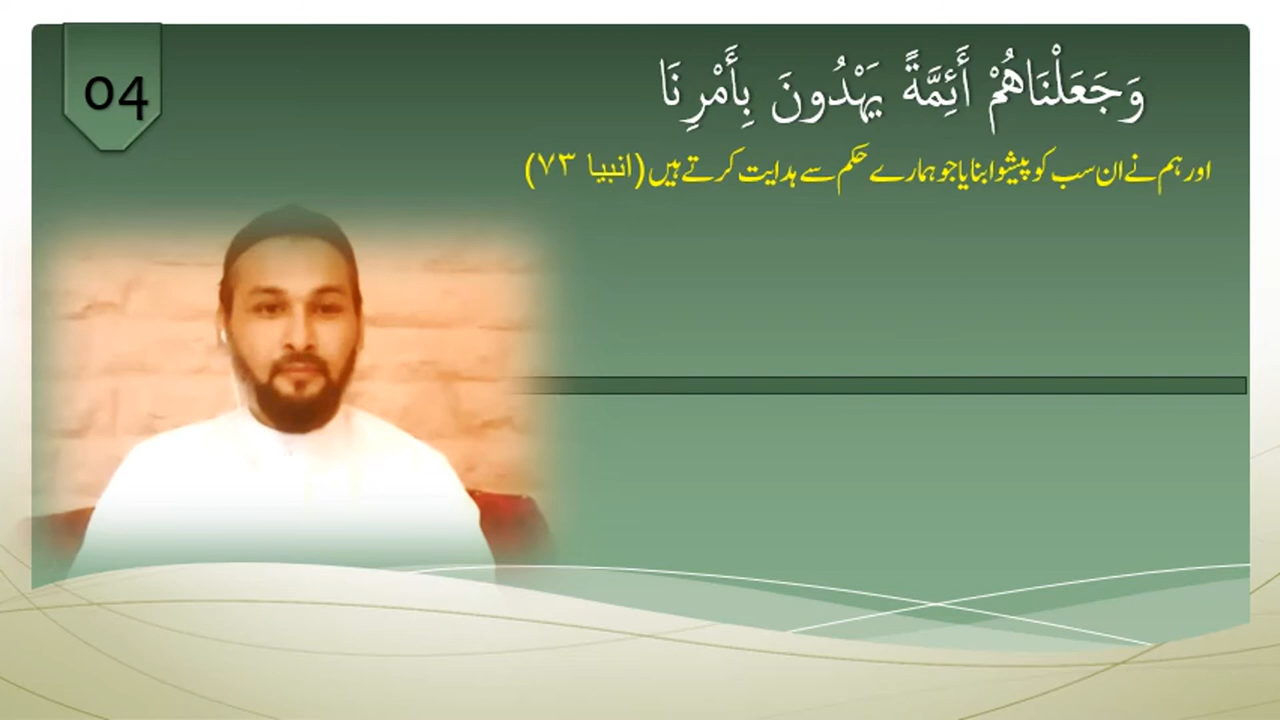 04
وَجَعَلْنَاهُمْ أَئِمَّةً يَهْدُونَ بِأَمْرِنَا
اور ہم نے ان سب کو پیشوا بنایا جو ہمارے حکم سے ہدایت کرتے ہیں (انبیا ۷۳)